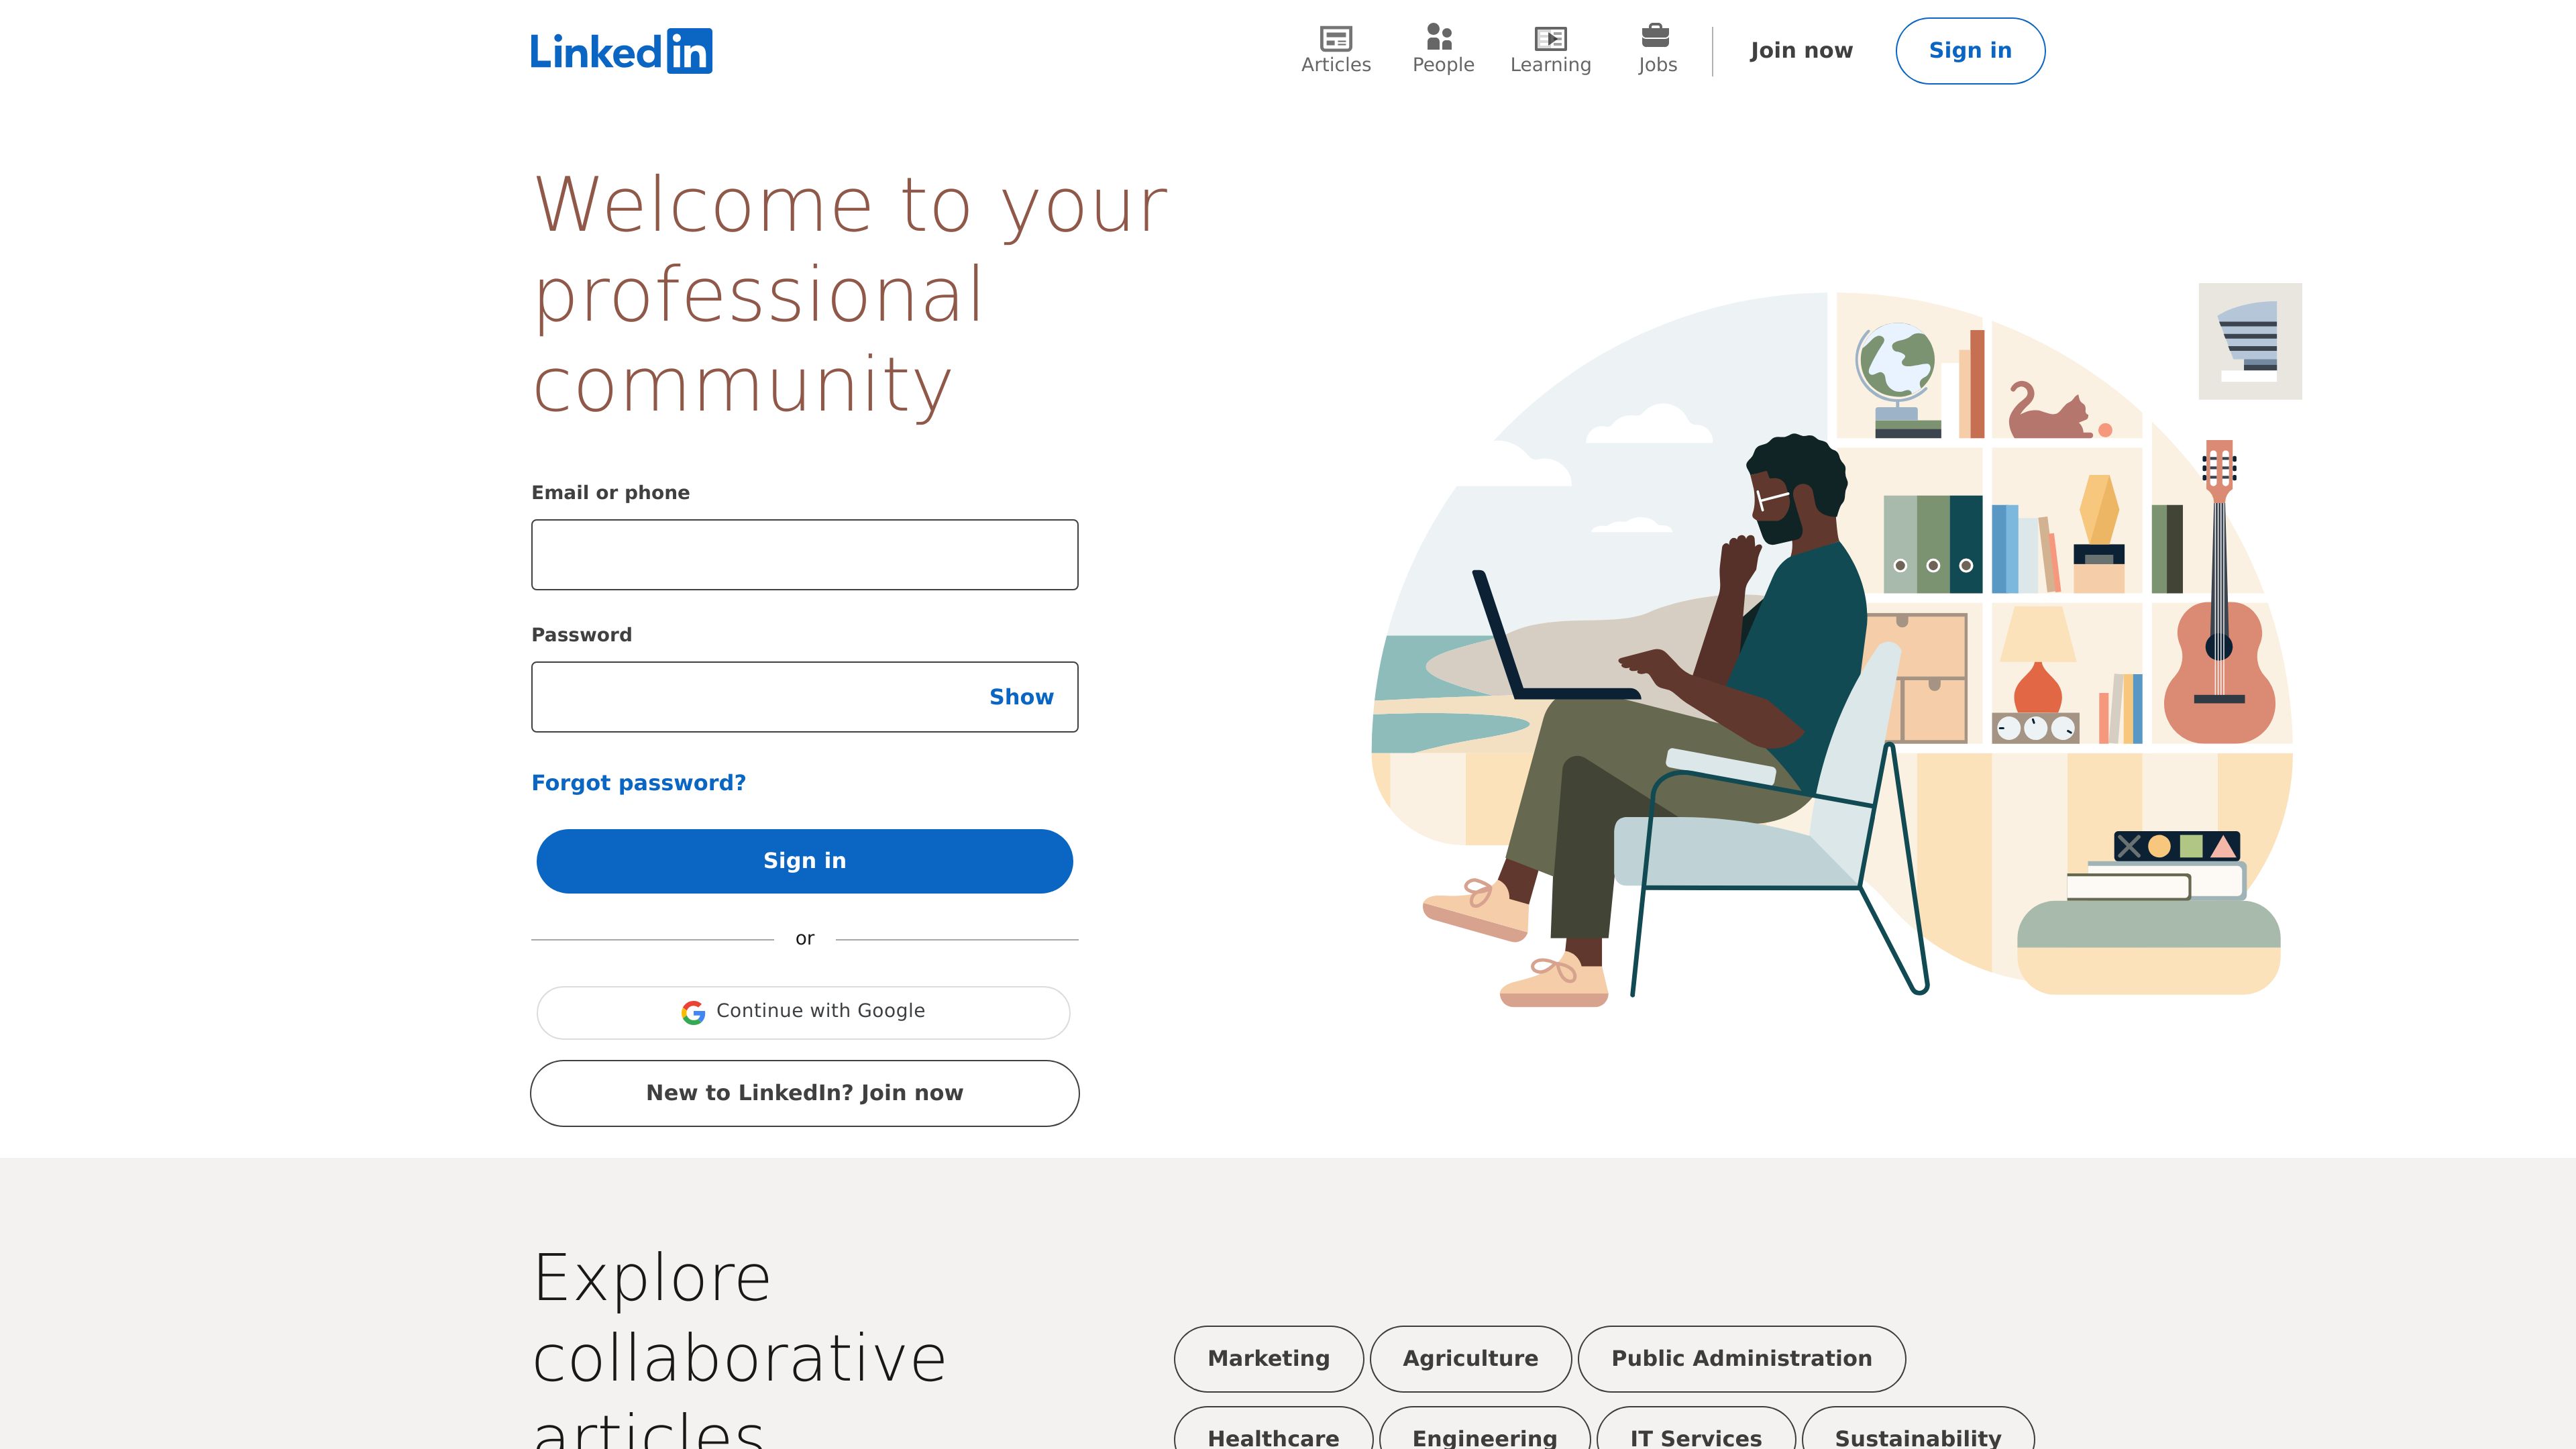 Linked in
Articles
People
Learning
Jobs
Join now
Sign in
Welcome to your
professional
community
Email or phone
Password
Show
Forgot password?
Sign in
or
Continue with Google
New to LinkedIn? Join now
Explore
collaborative
articles
Marketing
Agriculture
Public Administration
Healthcare
Engineering
IT Services
Sustainability